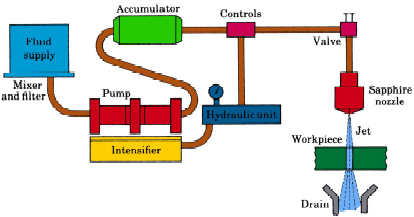 Accumulator
Controls
Fluid
supply
Valve
Mixer
and filter
Pump
Sapphire
nozzle
Hydraulic unit
Jet
Workpiece
Intensifier
Drain